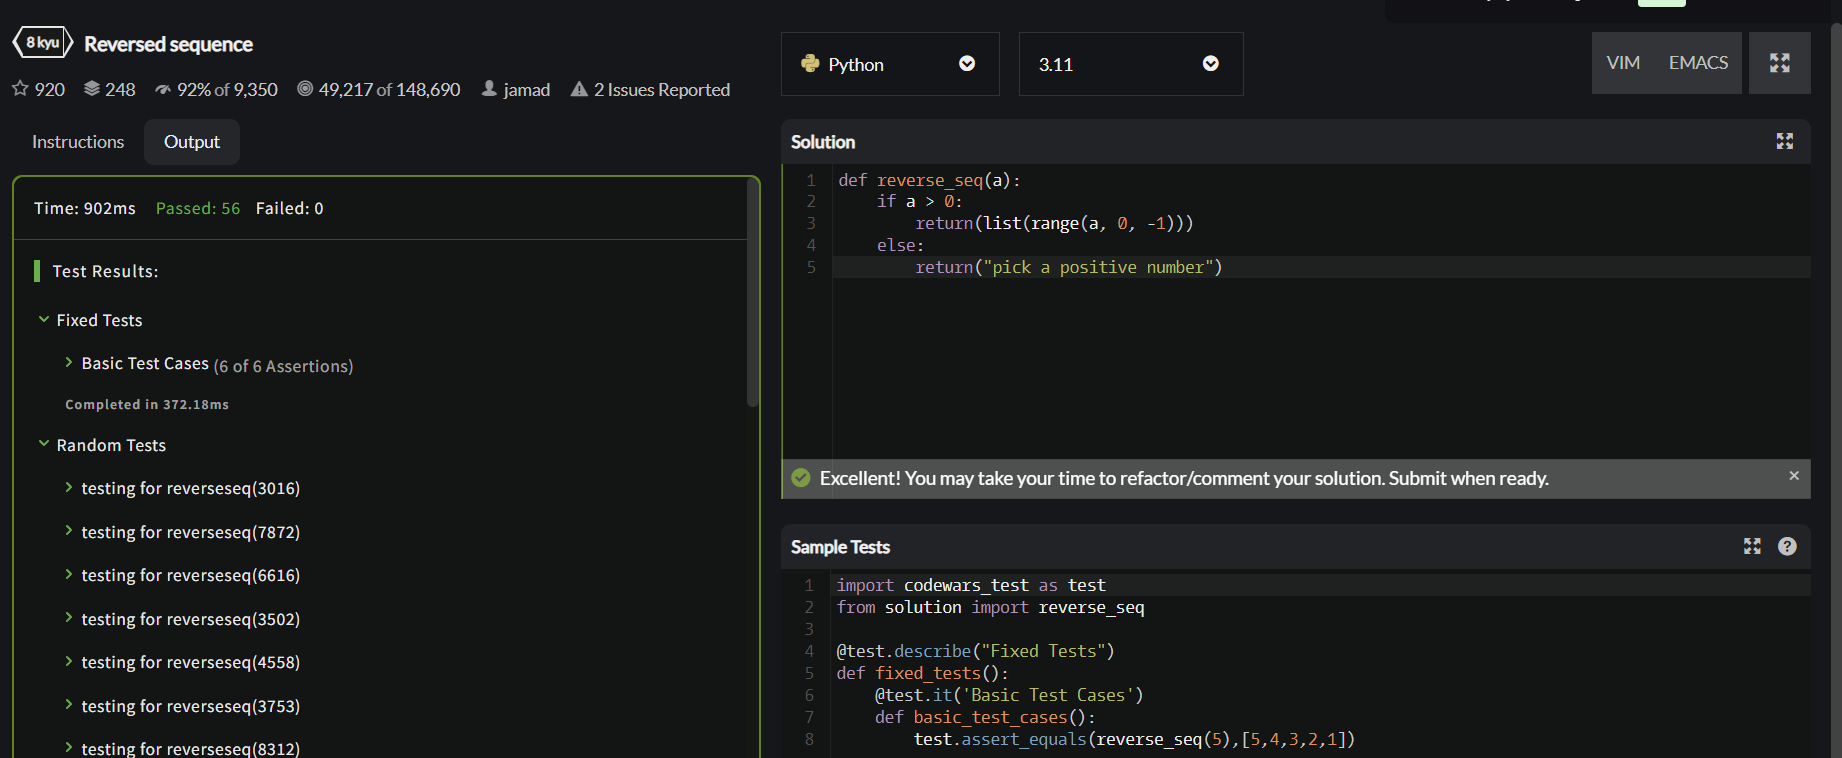 8 kyu Reversed sequence
920 248 92% of 9,350 49,217 of 148,690 jamad 2 Issues Reported
Instructions Output
Time: 902ms Passed: 56 Failed: 0
Test Results:
Fixed Tests
Basic Test Cases (6 of 6 Assertions)
Completed in 372.18ms
Random Tests
testing for reverseseq(3016)
testing for reverseseq(7872)
testing for reverseseq(6616)
testing for reverseseq(3502)
testing for reverseseq(4558)
testing for reverseseq(3753)
testing for reverseseq(8312)
Python 3.11 VIM EMACS
Solution
1 def reverse_seq(a):
2     if a > 0:
3         return(list(range(a, 0, -1)))
4     else:
5         return("pick a positive number")
Excellent! You may take your time to refactor/comment your solution. Submit when ready. ×
Sample Tests ?
1 import codewars_test as test
2 from solution import reverse_seq
3
4 @test.describe("Fixed Tests")
5 def fixed_tests():
6     @test.it('Basic Test Cases')
7     def basic_test_cases():
8         test.assert_equals(reverse_seq(5),[5,4,3,2,1])